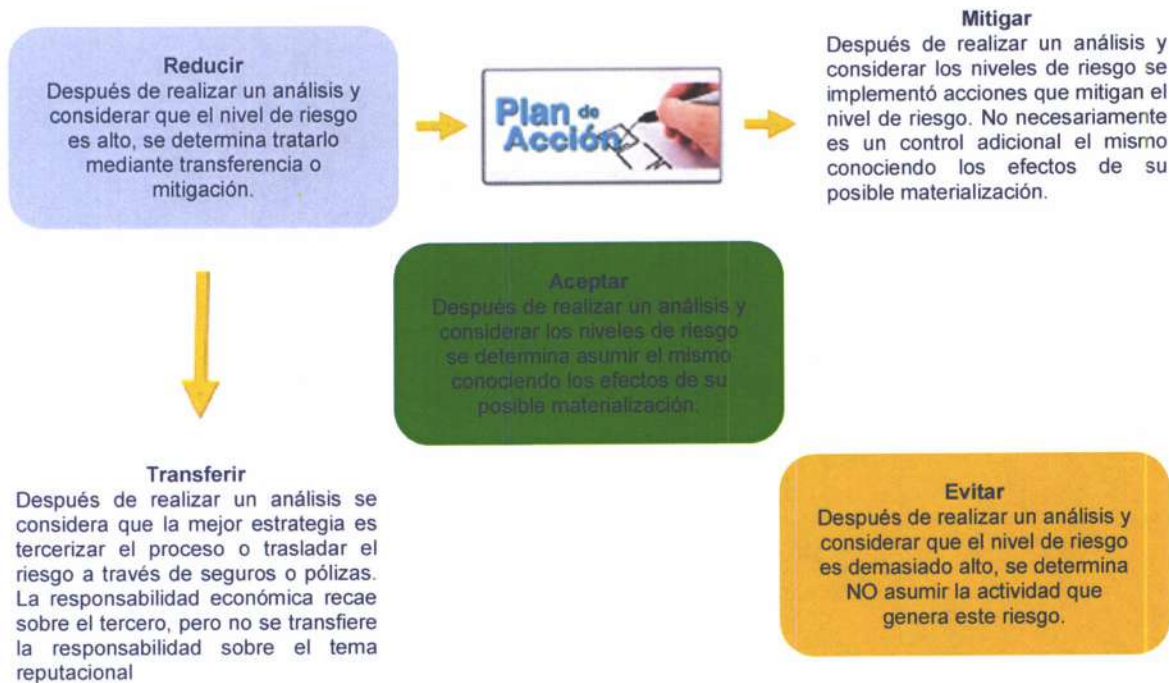 Reducir
Después de realizar un análisis y
considerar que el nivel de riesgo
es alto, se determina tratarlo
mediante transferencia o
mitigación.
Plan de
Acción
Mitigar
Después de realizar un análisis y
considerar los niveles de riesgo se
implementó acciones que mitigan el
nivel de riesgo. No necesariamente
es un control adicional el mismo
conociendo los efectos de su
posible materialización.
Aceptar
Después de realizar un análisis y
considerar los niveles de riesgo
se determina asumir el mismo
conociendo los efectos de su
posible materialización.
Transferir
Después de realizar un análisis se
considera que la mejor estrategia es
tercerizar el proceso o trasladar el
riesgo a través de seguros o pólizas.
La responsabilidad económica recae
sobre el tercero, pero no se transfiere
la responsabilidad sobre el tema
reputacional
Evitar
Después de realizar un análisis y
considerar que el nivel de riesgo
es demasiado alto, se determina
NO asumir la actividad que
genera este riesgo.